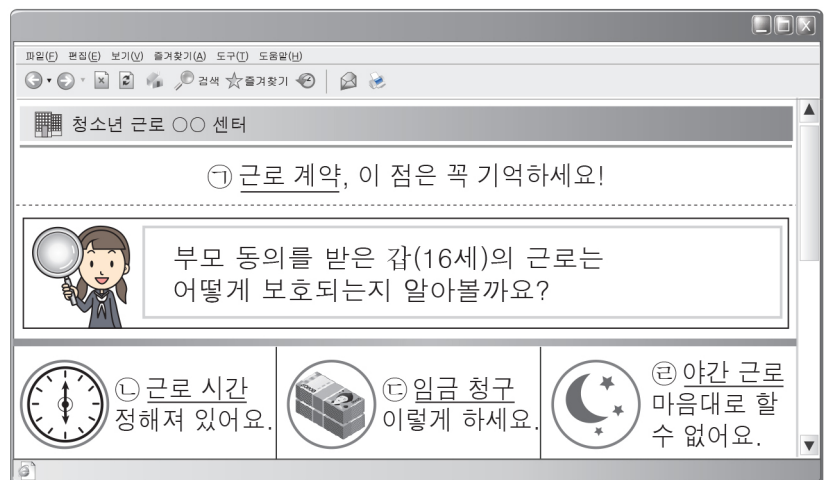 파일(F) 편집(E) 보기(V) 즐겨찾기(A) 도구(T) 도움말(H)
검색 즐겨찾기
청소년 근로 ○○ 센터
㉠ 근로 계약, 이 점은 꼭 기억하세요!
부모 동의를 받은 갑(16세)의 근로는
어떻게 보호되는지 알아볼까요?
㉡ 근로 시간
정해져 있어요.
㉢ 임금 청구
이렇게 하세요.
㉣ 야간 근로
마음대로 할
수 없어요.